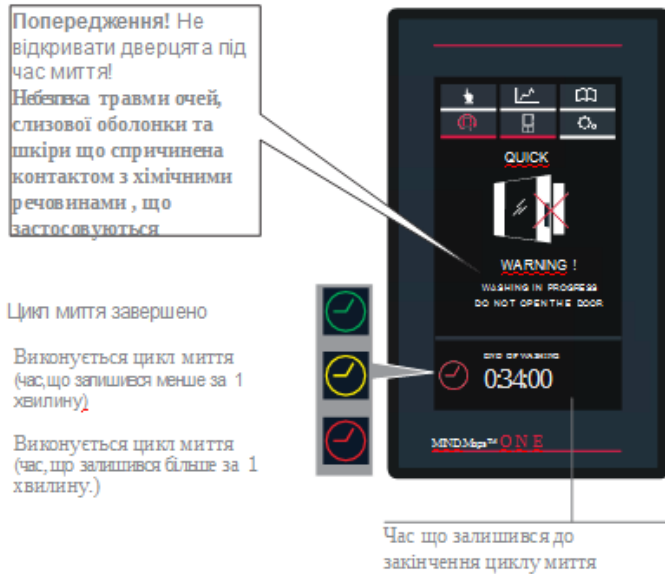 Попередження! Не
відкривати дверцята під
час миття!
Небезпека травми очей,
слизової оболонки та
шкіри що спричинена
контактом з хімічними
речовинами , що
застосовуються
QUICK
WARNING !
WASHING IN PROGRESS
DO NOT OPEN THE DOOR
Цикл миття завершено
Виконується цикл миття
(час,що запишився менше за 1
хвилину)
Виконується цикл миття
(час, що залишився більше за 1
хвилину.)
END OF WASHING
0:34:00
ONE
Час що залишився до
закінчення циклу миття